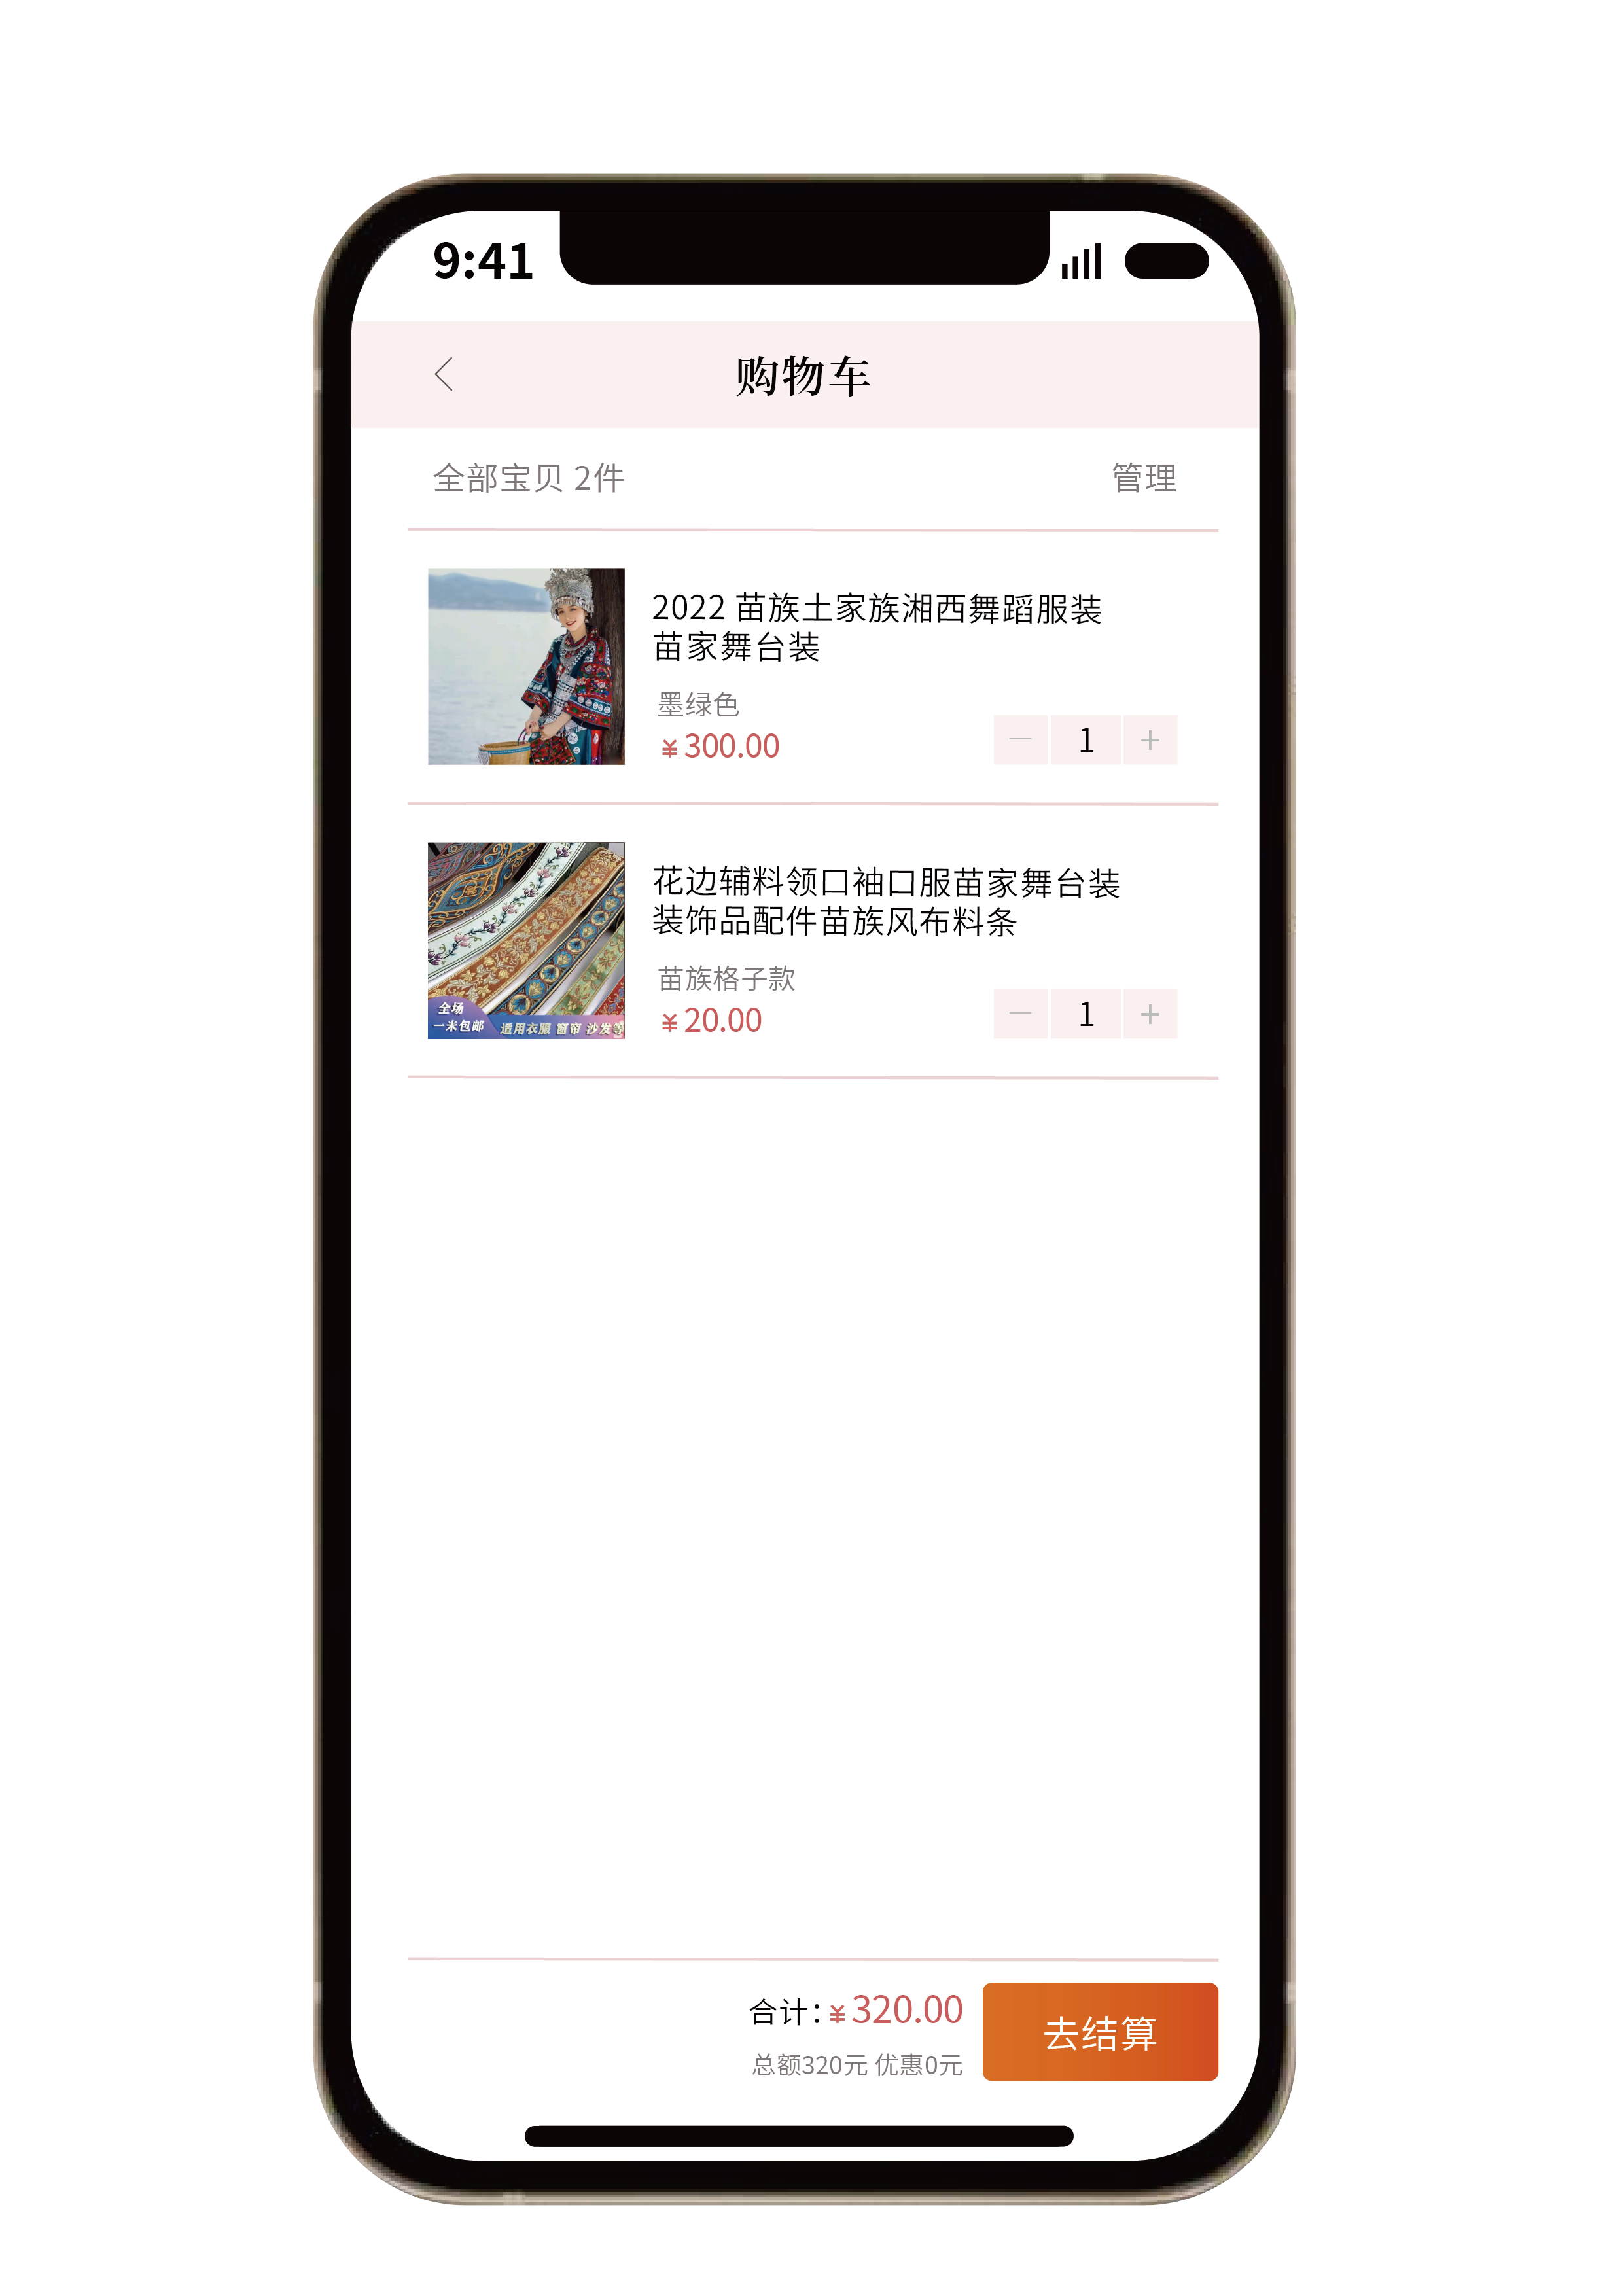 9:41
购物车
全部宝贝 2件
管理
2022 苗族土家族湘西舞蹈服装
苗家舞台装
墨绿色
¥300.00
— 1 +
花边辅料领口袖口服苗家舞台装
装饰品配件苗族风布料条
全场
一米包邮
适用衣服 窗帘 沙发等
苗族格子款
¥20.00
— 1 +
合计：¥320.00
总额320元 优惠0元
去结算